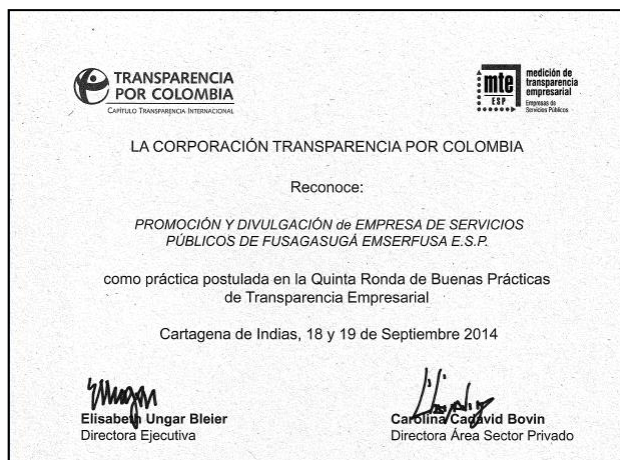 TRANSPARENCIA
POR COLOMBIA
CAPÍTULO TRANSPARENCIA INTERNACIONAL
mte
ESP
medición de
transparencia
empresarial
Empresas de
Servicios Públicos
LA CORPORACIÓN TRANSPARENCIA POR COLOMBIA
Reconoce:
PROMOCIÓN Y DIVULGACIÓN de EMPRESA DE SERVICIOS
PÚBLICOS DE FUSAGASUGÁ EMSERFUSA E.S.P.
como práctica postulada en la Quinta Ronda de Buenas Prácticas
de Transparencia Empresarial
Cartagena de Indias, 18 y 19 de Septiembre 2014
Elisabeth Ungar Bleier
Directora Ejecutiva
Carolina Cadavid Bovin
Directora Área Sector Privado